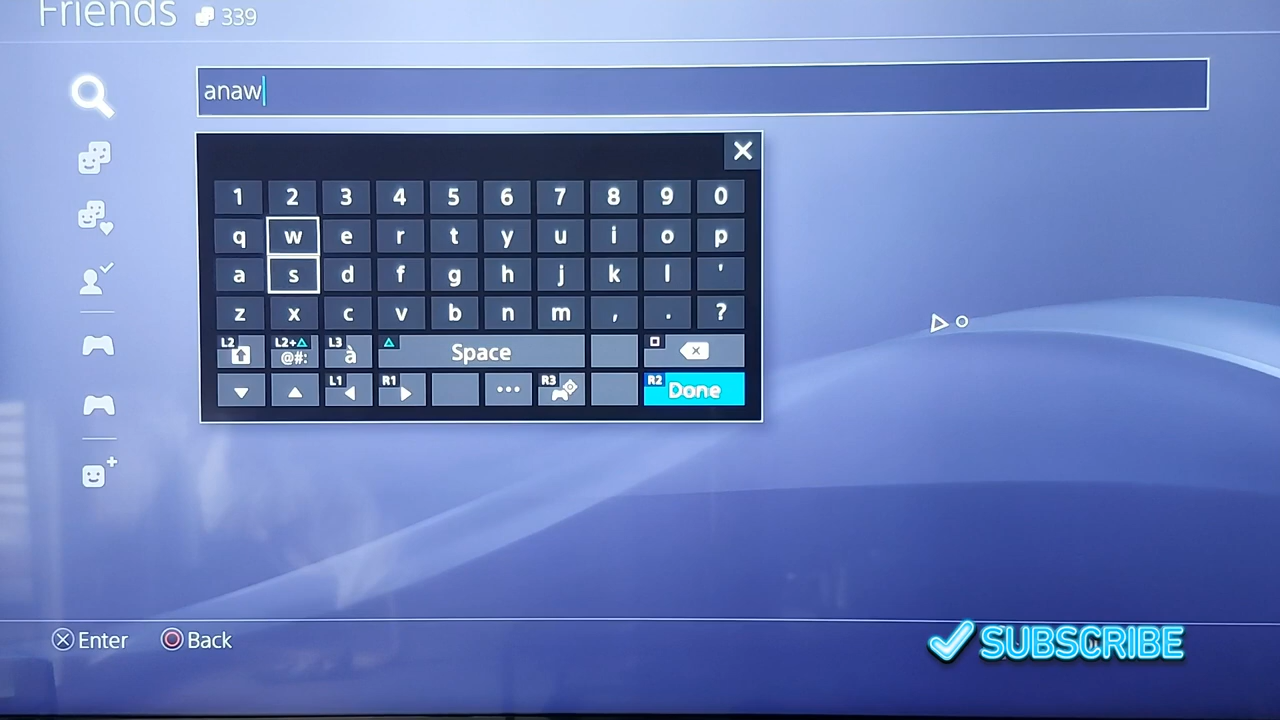 Friends 339
anaw
1 2 3 4 5 6 7 8 9 0
q w e r t y u i o p
a s d f g h j k l '
z x c v b n m , . ?
L2 L2+△ @#: L3 à △ Space
L1 R1 ... R3 R2 Done
Enter Back
SUBSCRIBE